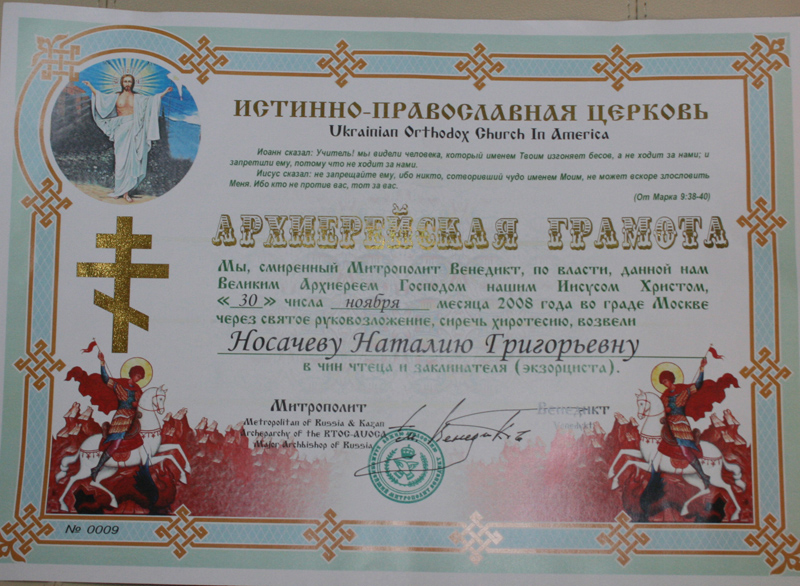 ИСТИННО-ПРАВОСЛАВНАЯ ЦЕРКОВЬ
Ukrainian Orthodox Church In America
Иоанн сказал: Учитель! мы видели человека, который именем Твоим изгоняет бесов, а не ходит за нами; и
запретили ему, потому что не ходит за нами.
Иисус сказал: не запрещайте ему, ибо никто, сотворивший чудо именем Моим, не может вскоре злословить
Меня. Ибо кто не против вас, тот за вас.
(От Марка 9:38-40)
АРХИЕРЕЙСКАЯ ГРАМОТА
Мы, смиренный Митрополит Венедикт, по власти, данной нам
Великим Архиереем Господом нашим Иисусом Христом,
« 30 » числа ноября месяца 2008 года во граде Москве
через святое руковозложение, сиречь хиротесию, возвели
Носачеву Наталию Григорьевну
в чин чтеца и заклинателя (экзорциста).
Митрополит Венедикт
Metropolitan of Russia & Kazan
Archeparchy of the RTOC-AUOCA
Major Archbishop of Russia
№ 0009